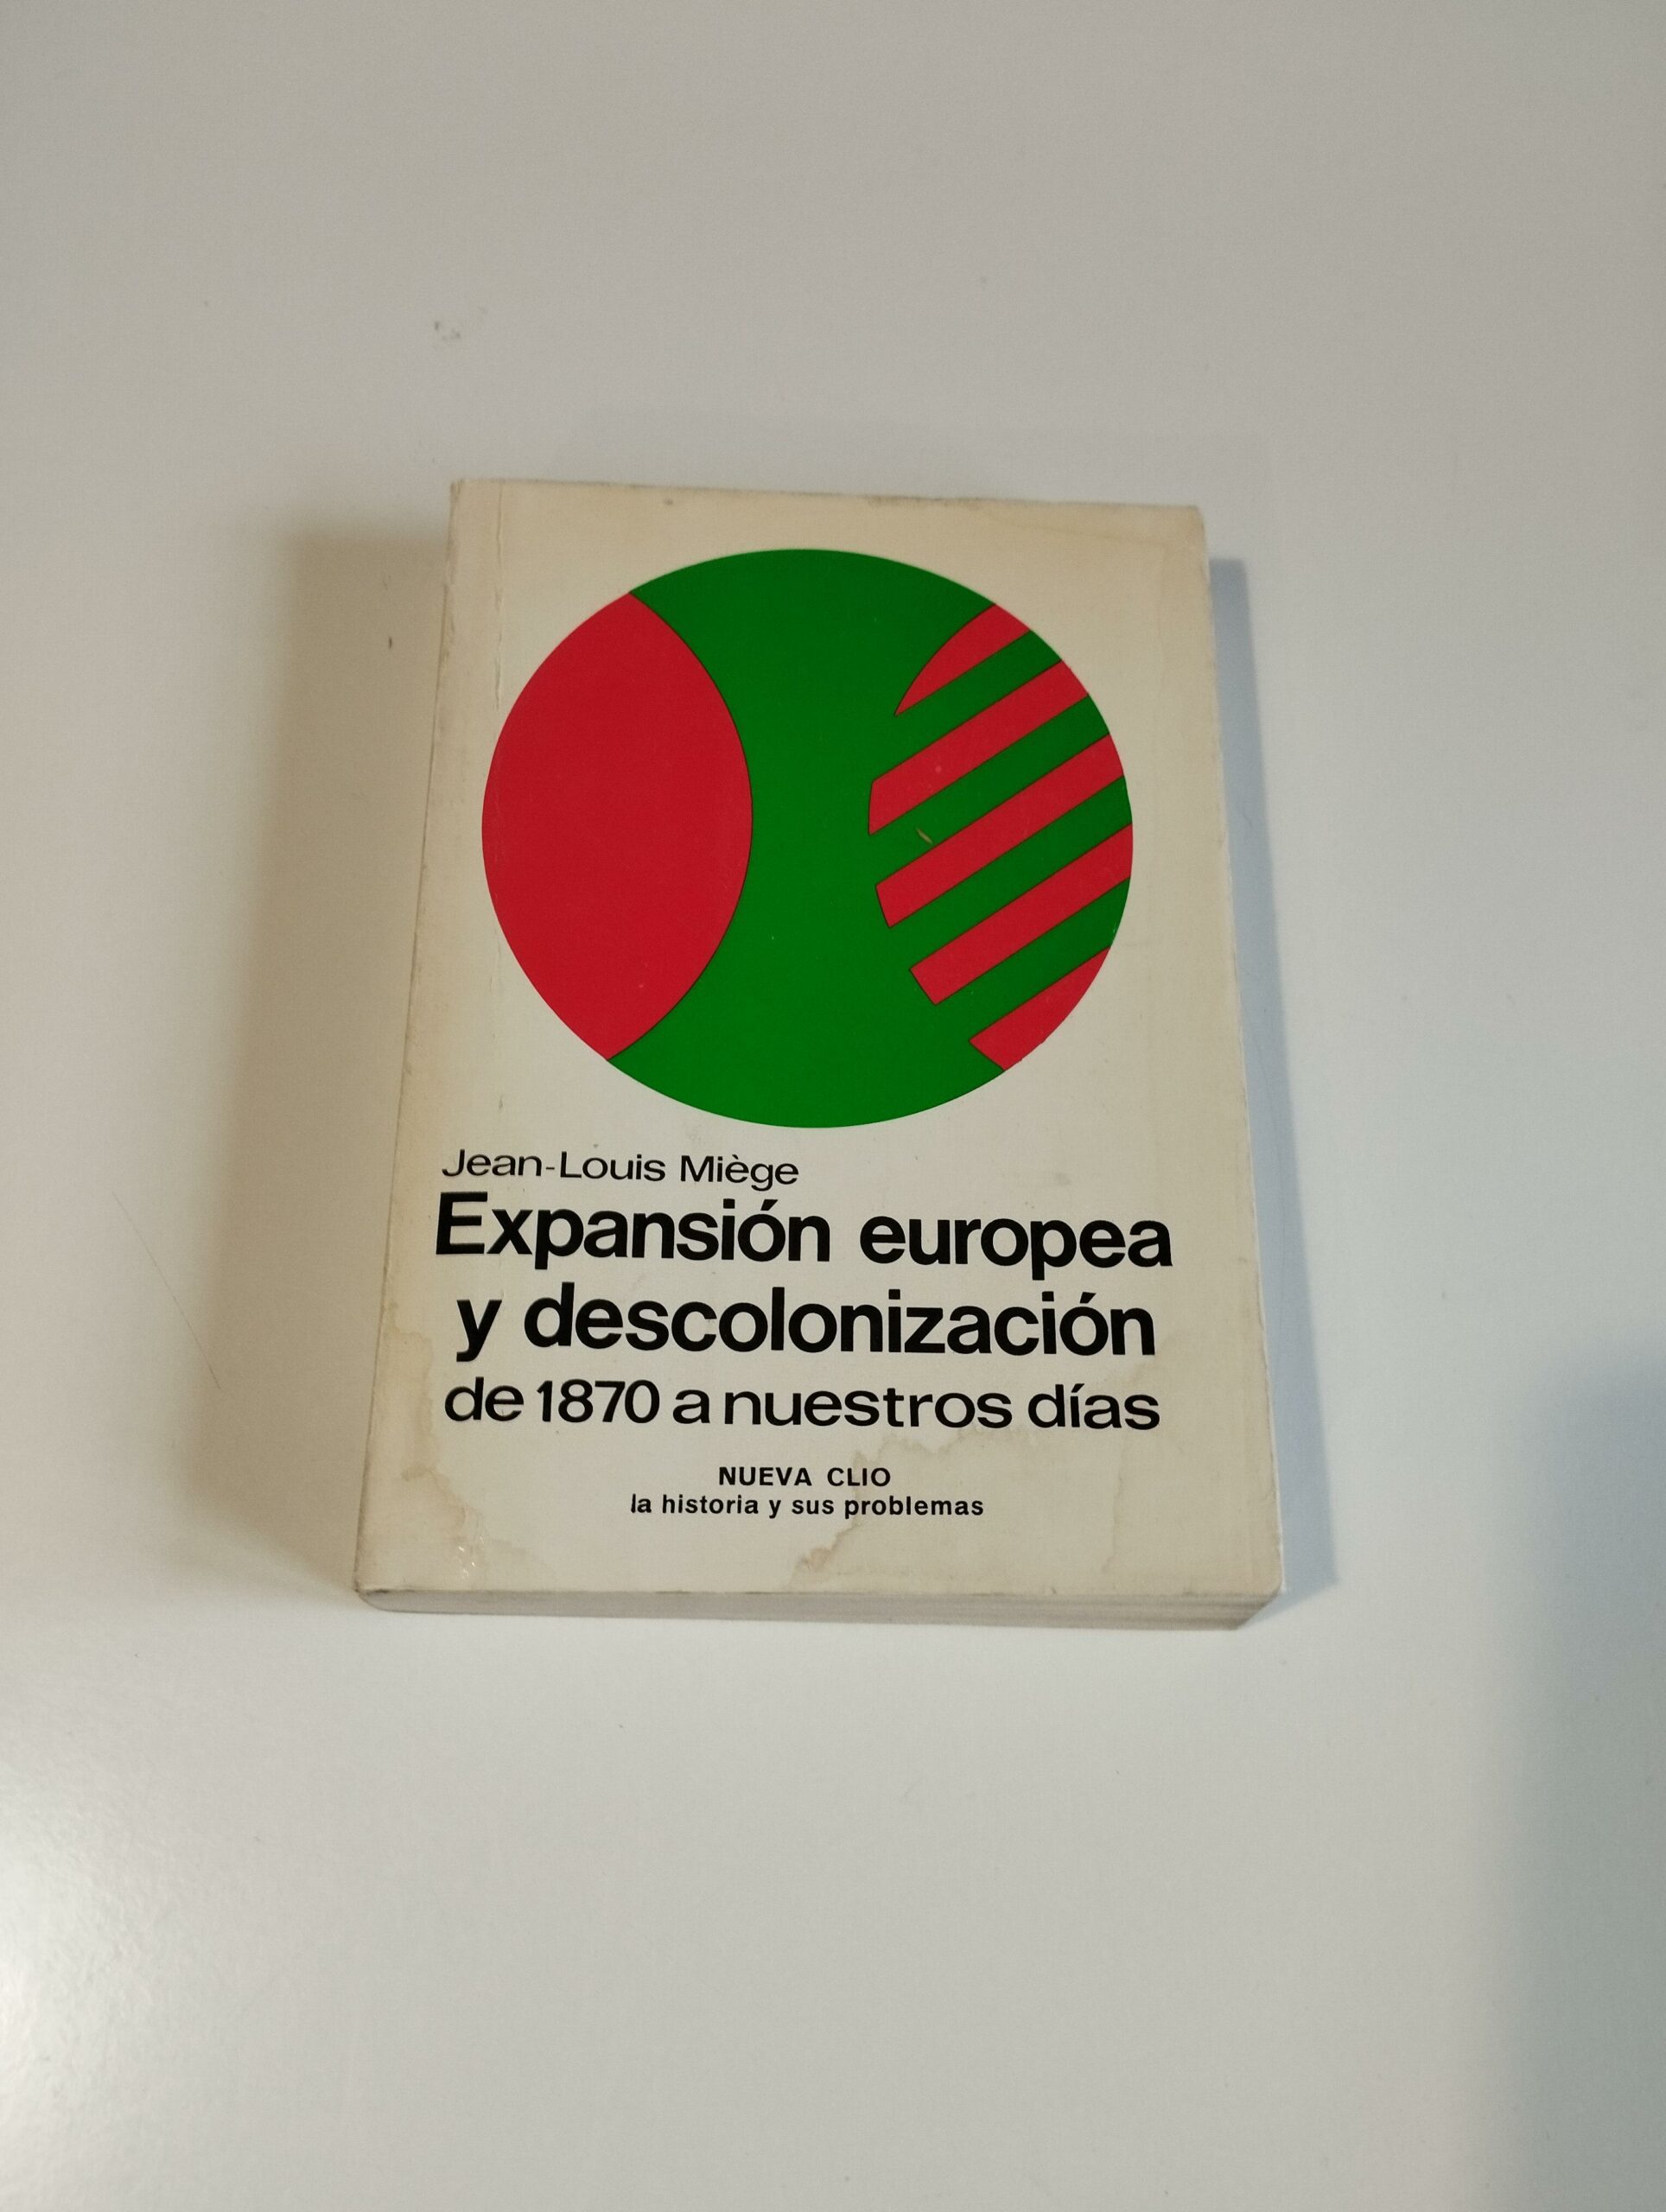 Jean-Louis Miège
Expansión europea
y descolonización
de 1870 a nuestros días
NUEVA CLIO
la historia y sus problemas